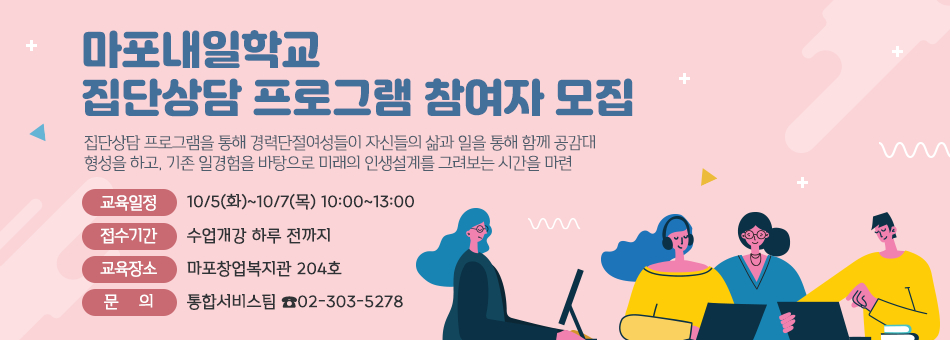 마포내일학교
집단상담 프로그램 참여자 모집
집단상담 프로그램을 통해 경력단절여성들이 자신들의 삶과 일을 통해 함께 공감대
형성을 하고, 기존 일경험을 바탕으로 미래의 인생설계를 그려보는 시간을 마련
교육일정 10/5(화)~10/7(목) 10:00~13:00
접수기간 수업개강 하루 전까지
교육장소 마포창업복지관 204호
문 의 통합서비스팀 ☎02-303-5278